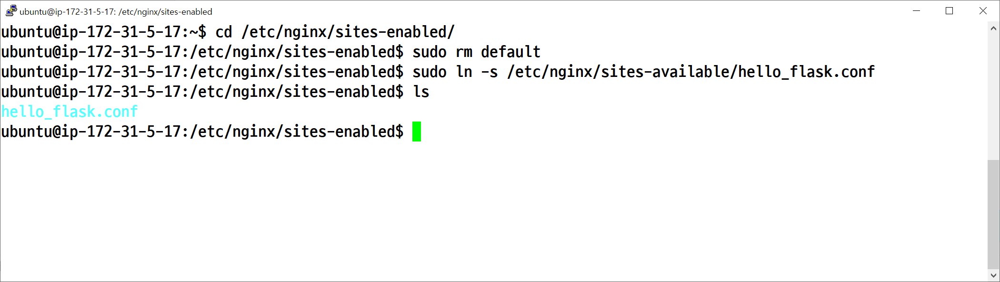 ubuntu@ip-172-31-5-17: /etc/nginx/sites-enabled
ubuntu@ip-172-31-5-17:~$ cd /etc/nginx/sites-enabled/
ubuntu@ip-172-31-5-17:/etc/nginx/sites-enabled$ sudo rm default
ubuntu@ip-172-31-5-17:/etc/nginx/sites-enabled$ sudo ln -s /etc/nginx/sites-available/hello_flask.conf
ubuntu@ip-172-31-5-17:/etc/nginx/sites-enabled$ ls
hello_flask.conf
ubuntu@ip-172-31-5-17:/etc/nginx/sites-enabled$